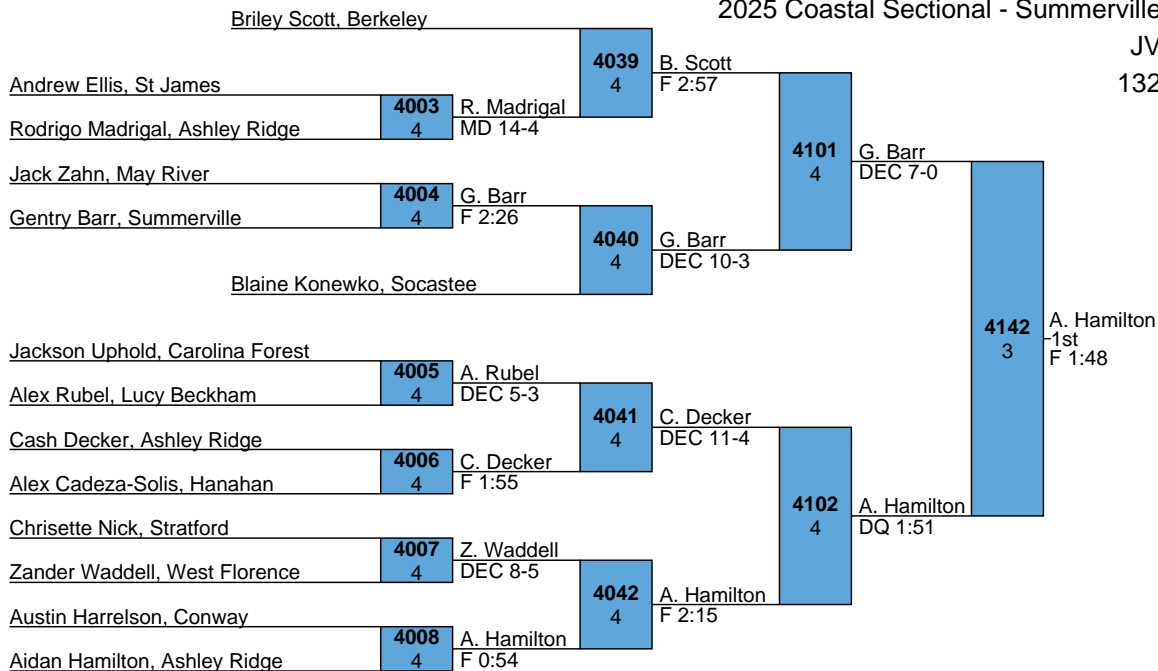 2025 Coastal Sectional - Summerville
JV
132
Briley Scott, Berkeley
Andrew Ellis, St James
Rodrigo Madrigal, Ashley Ridge
Jack Zahn, May River
Gentry Barr, Summerville
Blaine Konewko, Socastee
Jackson Uphold, Carolina Forest
Alex Rubel, Lucy Beckham
Cash Decker, Ashley Ridge
Alex Cadeza-Solis, Hanahan
Chrisette Nick, Stratford
Zander Waddell, West Florence
Austin Harrelson, Conway
Aidan Hamilton, Ashley Ridge
4003
4
R. Madrigal
MD 14-4
4004
4
G. Barr
F 2:26
4005
4
A. Rubel
DEC 5-3
4006
4
C. Decker
F 1:55
4007
4
Z. Waddell
DEC 8-5
4008
4
A. Hamilton
F 0:54
4039
4
B. Scott
F 2:57
4040
4
G. Barr
DEC 10-3
4041
4
C. Decker
DEC 11-4
4042
4
A. Hamilton
F 2:15
4101
4
G. Barr
DEC 7-0
4102
4
A. Hamilton
DQ 1:51
4142
3
A. Hamilton
1st
F 1:48